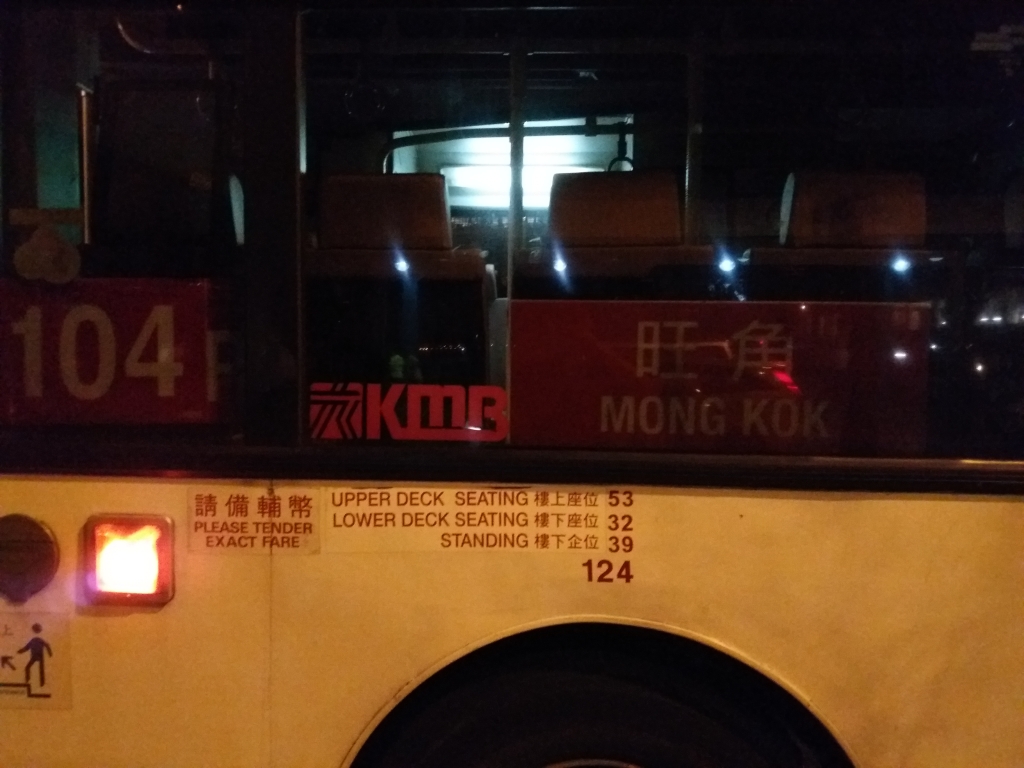 104
KMB
旺角
MONG KOK
請備輔幣
PLEASE TENDER
EXACT FARE
UPPER DECK SEATING 樓上座位 53
LOWER DECK SEATING 樓下座位 32
STANDING 樓下企位 39
124
上